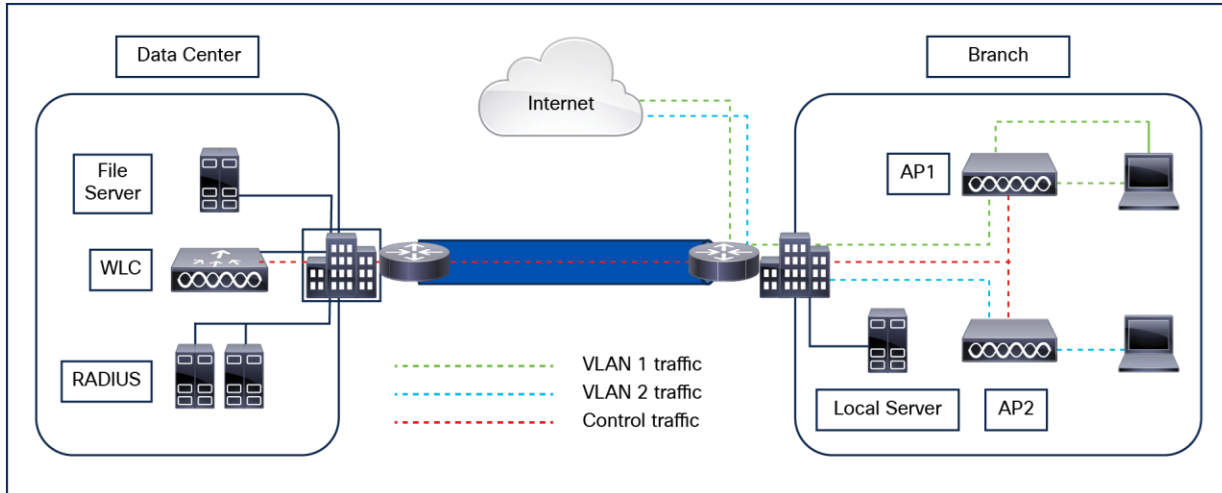 Data Center
Internet
Branch
File
Server
AP1
WLC
RADIUS
VLAN 1 traffic
VLAN 2 traffic
Control traffic
Local Server
AP2